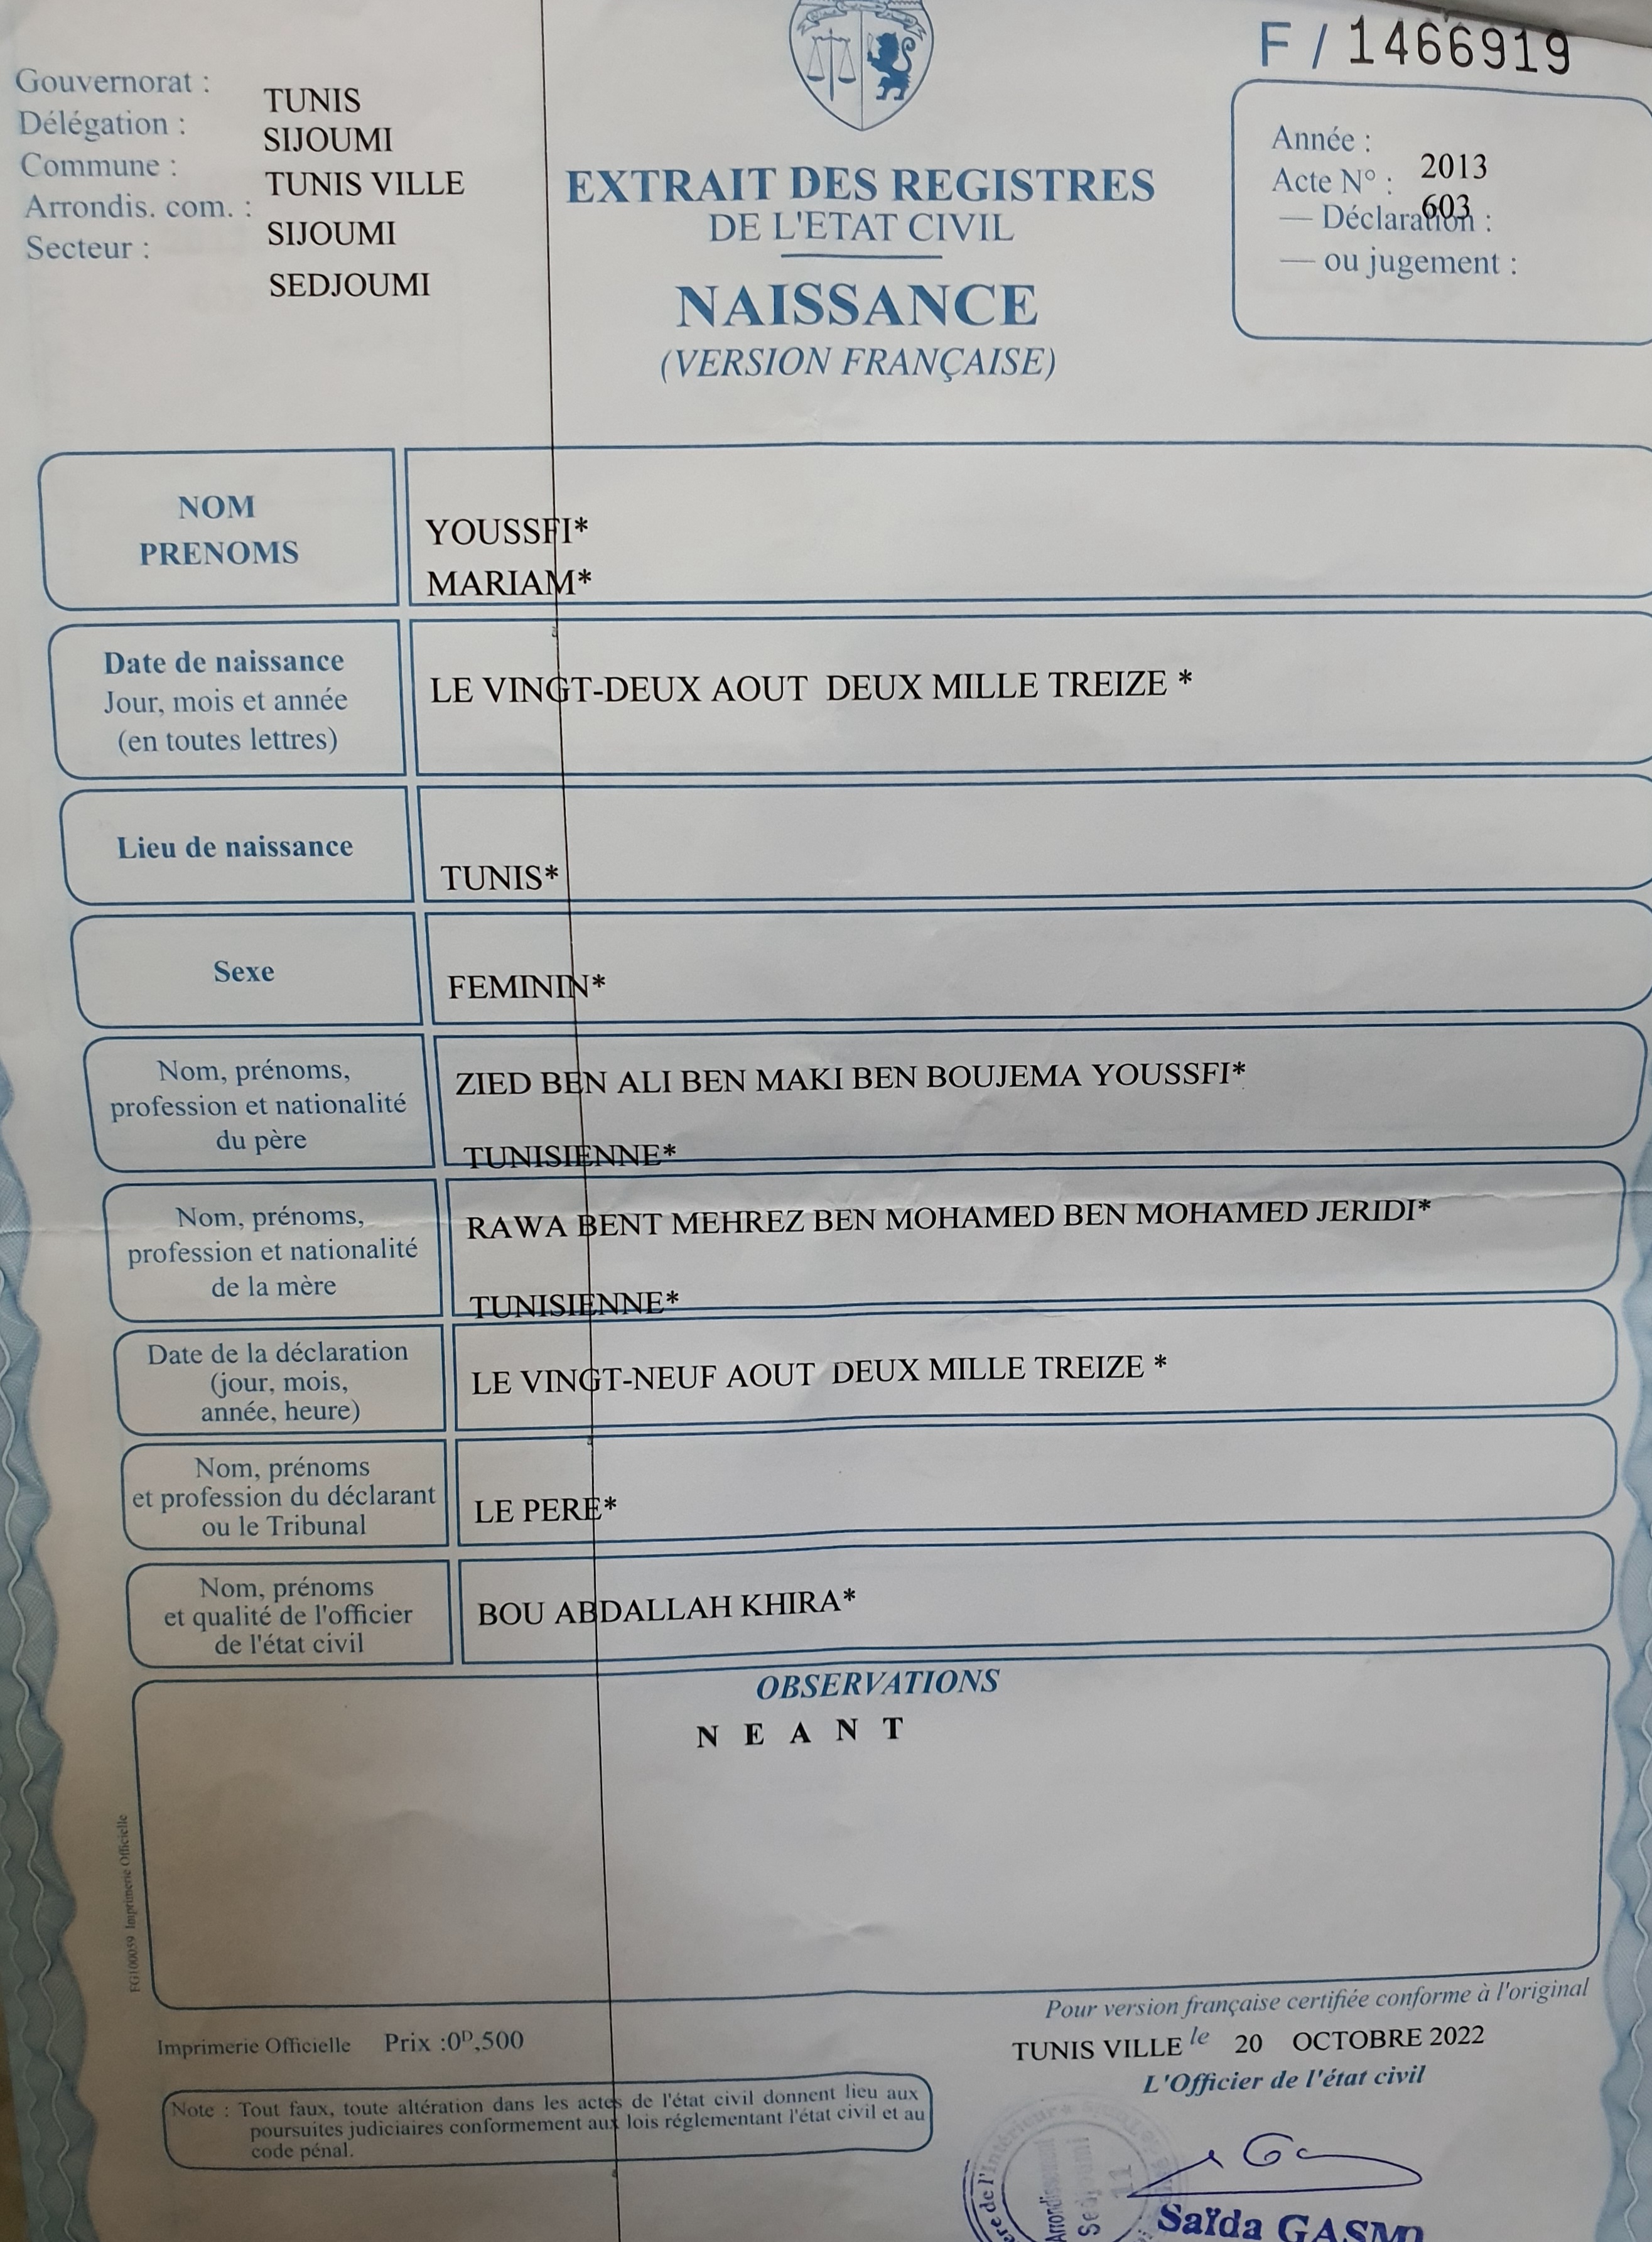 F / 1466919
Gouvernorat : TUNIS
Délégation : SIJOUMI
Commune : TUNIS VILLE
Arrondis. com. : SIJOUMI
Secteur : SEDJOUMI
EXTRAIT DES REGISTRES
DE L'ETAT CIVIL
NAISSANCE
(VERSION FRANÇAISE)
Année : 2013
Acte N° : 603
— Déclaration :
— ou jugement :
NOM
PRENOMS
YOUSSFI*
MARIAM*
Date de naissance
Jour, mois et année
(en toutes lettres)
LE VINGT-DEUX AOUT DEUX MILLE TREIZE *
Lieu de naissance
TUNIS*
Sexe
FEMININ*
Nom, prénoms,
profession et nationalité
du père
ZIED BEN ALI BEN MAKI BEN BOUJEMA YOUSSFI*
TUNISIENNE*
Nom, prénoms,
profession et nationalité
de la mère
RAWA BENT MEHREZ BEN MOHAMED BEN MOHAMED JERIDI*
TUNISIENNE*
Date de la déclaration
(jour, mois,
année, heure)
LE VINGT-NEUF AOUT DEUX MILLE TREIZE *
Nom, prénoms
et profession du déclarant
ou le Tribunal
LE PERE*
Nom, prénoms
et qualité de l'officier
de l'état civil
BOU ABDALLAH KHIRA*
OBSERVATIONS
N E A N T
FG100059 Imprimerie Officielle
Pour version française certifiée conforme à l'original
Imprimerie Officielle Prix :0ᴰ,500
TUNIS VILLE le 20 OCTOBRE 2022
L'Officier de l'état civil
Note : Tout faux, toute altération dans les actes de l'état civil donnent lieu aux
poursuites judiciaires conformement aux lois réglementant l'état civil et au
code pénal.
de l'Intérieur
Arrondissement
Sedjoumi
11
Saïda GASMI